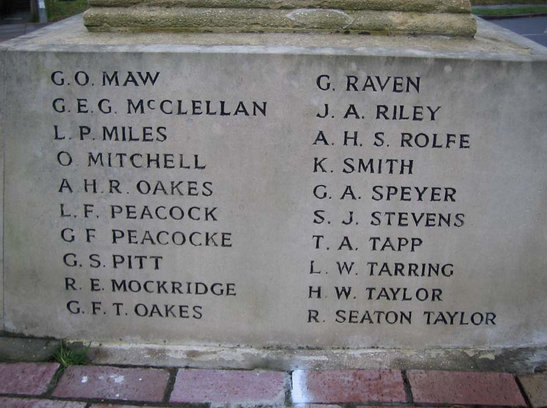 G. O. MAW
G. E. G. McCLELLAN
L. P. MILES
O MITCHELL
A H. R. OAKES
L. F. PEACOCK
G F PEACOCKE
G. S. PITT
R. E. MOCKRIDGE
G. F. T. OAKES
G. RAVEN
J. A. RILEY
A. H. S. ROLFE
K. SMITH
G. A. SPEYER
S. J. STEVENS
T. A. TAPP
L. W. TARRING
H. W. TAYLOR
R. SEATON TAYLOR